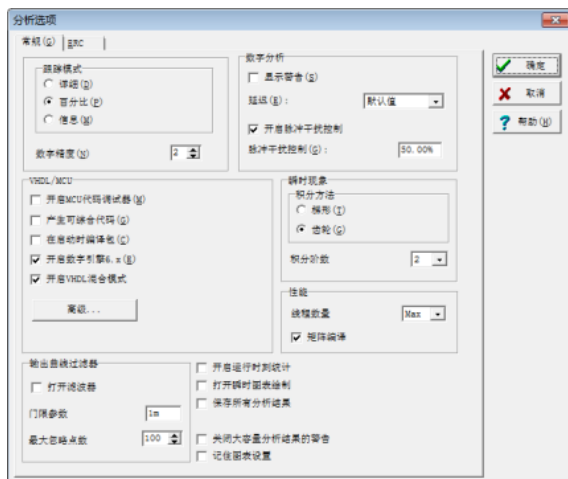 分析选项
常规(G) ERC
跟踪模式
详细(D)
百分比(P)
信息(M)
数字精度(N) 2
数字分析
显示警告(S)
延迟(E): 默认值
开启脉冲干扰控制
脉冲干扰控制(G): 50.00%
确定
取消
帮助(H)
VHDL/MCU
开启MCU代码调试器(M)
产生可综合代码(G)
在启动时编译包(C)
开启数字引擎6.x(E)
开启VHDL混合模式
高级...
瞬时现象
积分方法
梯形(T)
齿轮(G)
积分阶数 2
性能
线程数量 Max
矩阵编译
输出曲线过滤器
打开滤波器
门限参数 1m
最大忽略点数 100
开启运行时刻统计
打开瞬时图表绘制
保存所有分析结果
关闭大容量分析结果的警告
记住图表设置